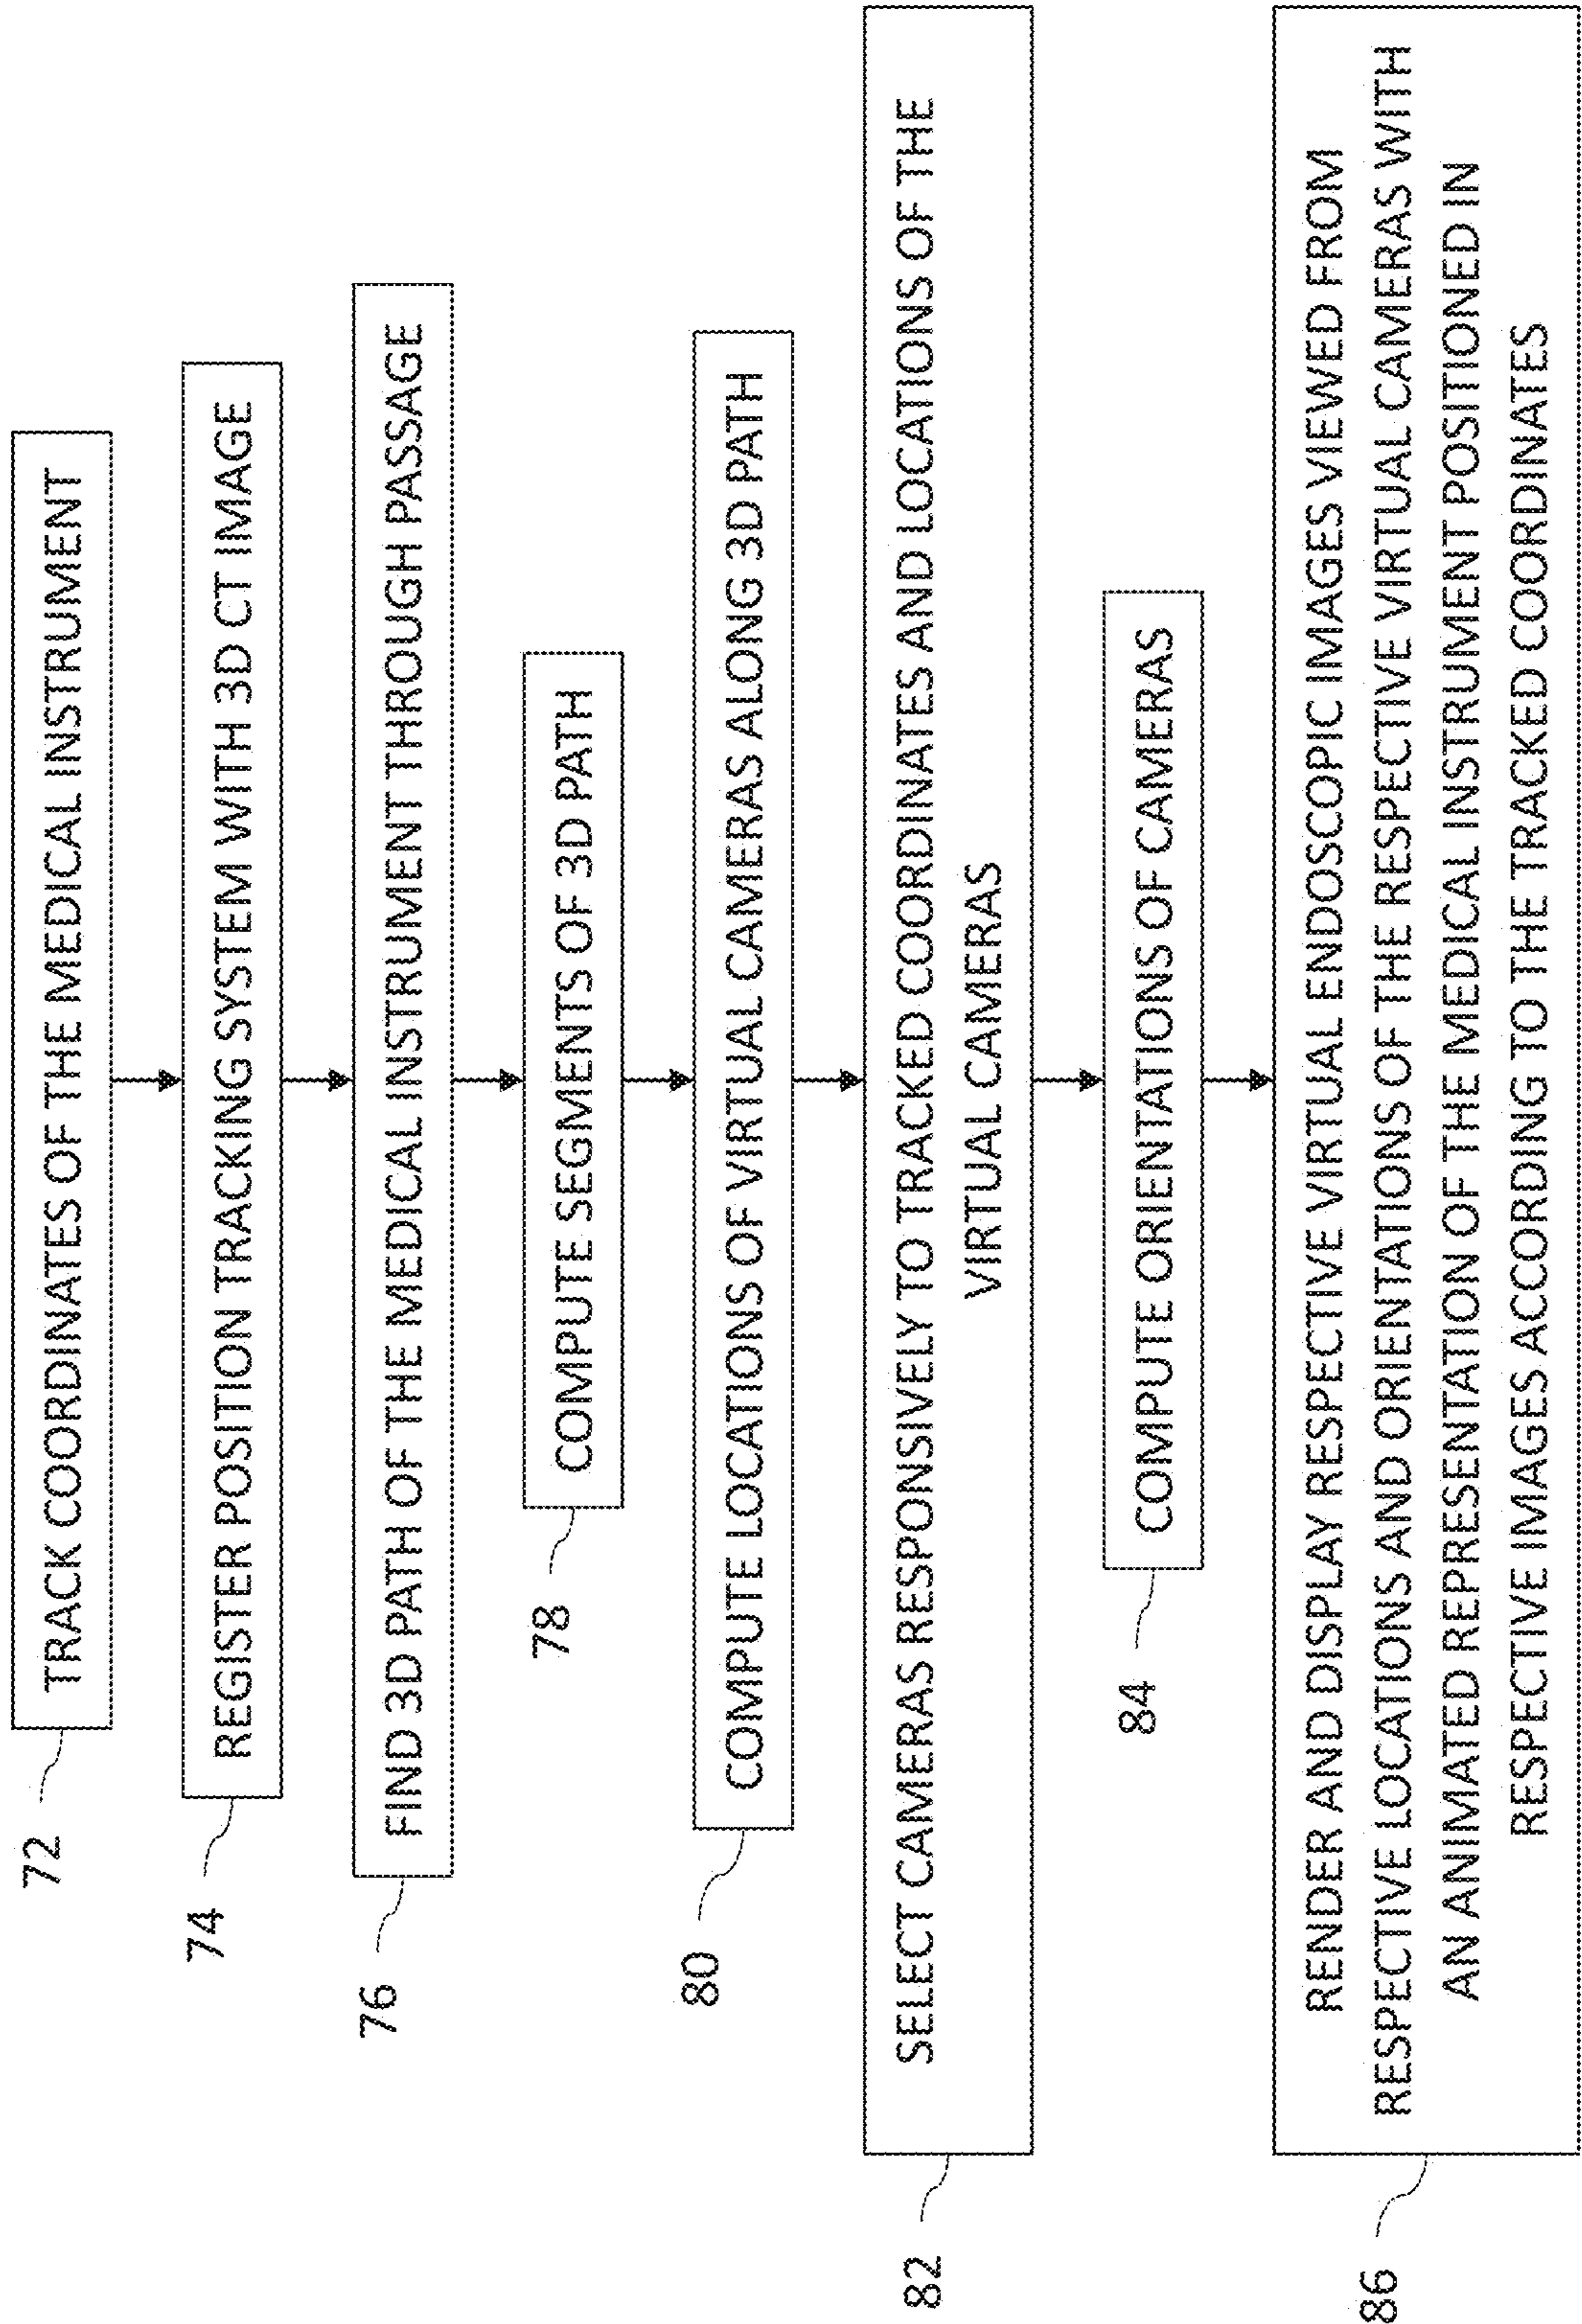 72
TRACK COORDINATES OF THE MEDICAL INSTRUMENT
74
REGISTER POSITION TRACKING SYSTEM WITH 3D CT IMAGE
76
FIND 3D PATH OF THE MEDICAL INSTRUMENT THROUGH PASSAGE
78
COMPUTE SEGMENTS OF 3D PATH
80
COMPUTE LOCATIONS OF VIRTUAL CAMERAS ALONG 3D PATH
82
SELECT CAMERAS RESPONSIVELY TO TRACKED COORDINATES AND LOCATIONS OF THE
VIRTUAL CAMERAS
84
COMPUTE ORIENTATIONS OF CAMERAS
86
RENDER AND DISPLAY RESPECTIVE VIRTUAL ENDOSCOPIC IMAGES VIEWED FROM
RESPECTIVE LOCATIONS AND ORIENTATIONS OF THE RESPECTIVE VIRTUAL CAMERAS WITH
AN ANIMATED REPRESENTATION OF THE MEDICAL INSTRUMENT POSITIONED IN
RESPECTIVE IMAGES ACCORDING TO THE TRACKED COORDINATES